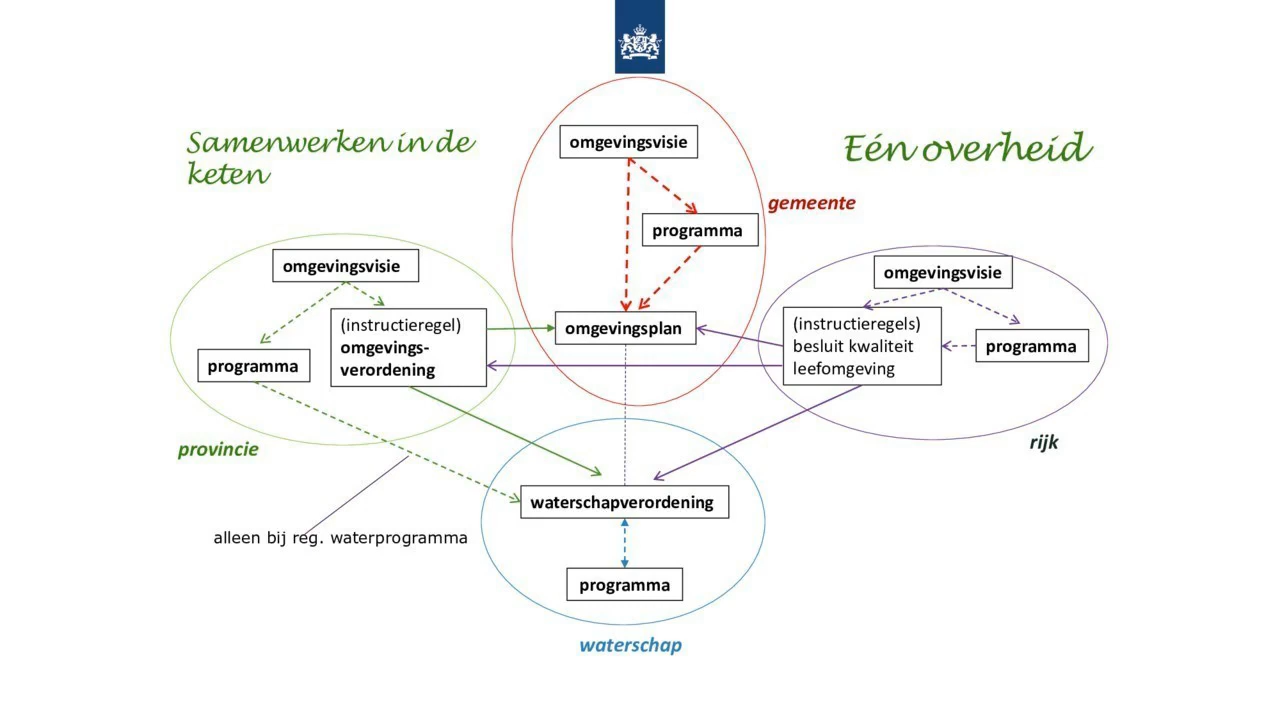 Samenwerken in de
keten
Eén overheid
omgevingsvisie
programma
gemeente
omgevingsplan
omgevingsvisie
(instructieregel)
omgevings-
verordening
programma
provincie
omgevingsvisie
(instructieregels)
besluit kwaliteit
leefomgeving
programma
rijk
waterschapverordening
alleen bij reg. waterprogramma
programma
waterschap